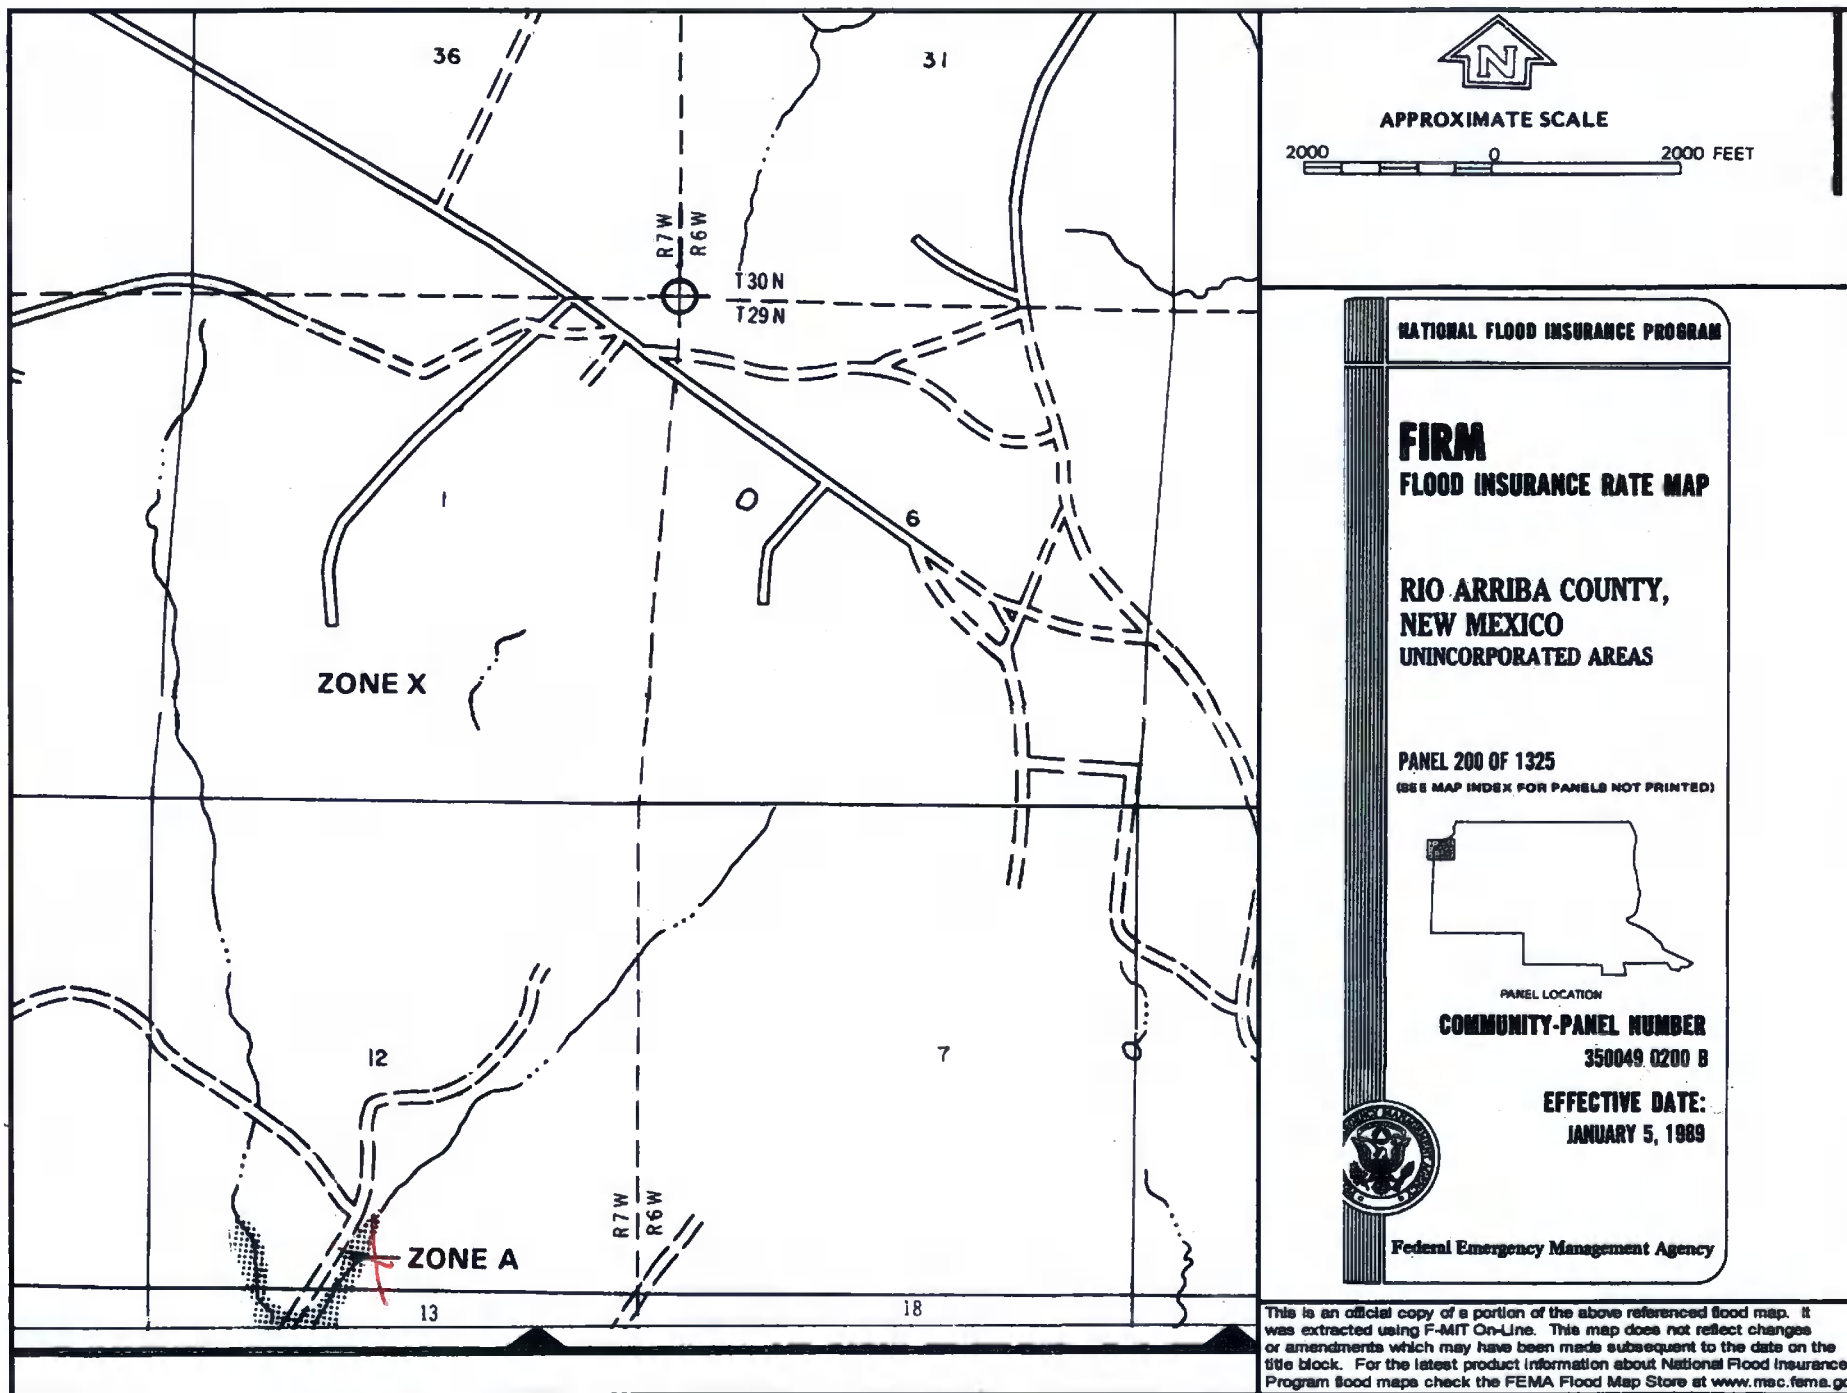 36
31
R7W
R6W
T30N
T29N
1
6
ZONE X
12
7
R7W
R6W
ZONE A
13
18
N
APPROXIMATE SCALE
2000 0 2000 FEET
NATIONAL FLOOD INSURANCE PROGRAM
FIRM
FLOOD INSURANCE RATE MAP
RIO ARRIBA COUNTY,
NEW MEXICO
UNINCORPORATED AREAS
PANEL 200 OF 1325
(SEE MAP INDEX FOR PANELS NOT PRINTED)
PANEL LOCATION
COMMUNITY-PANEL NUMBER
350049 0200 B
EFFECTIVE DATE:
JANUARY 5, 1989
Federal Emergency Management Agency
This is an official copy of a portion of the above referenced flood map. It
was extracted using F-MIT On-Line. This map does not reflect changes
or amendments which may have been made subsequent to the date on the
title block. For the latest product information about National Flood Insurance
Program flood maps check the FEMA Flood Map Store at www.msc.fema.go